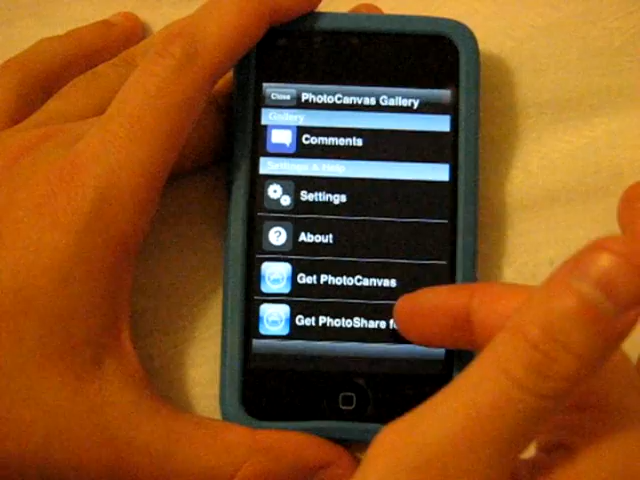 Close PhotoCanvas Gallery
Gallery
Comments
Settings & Help
Settings
About
Get PhotoCanvas
Get PhotoShare f